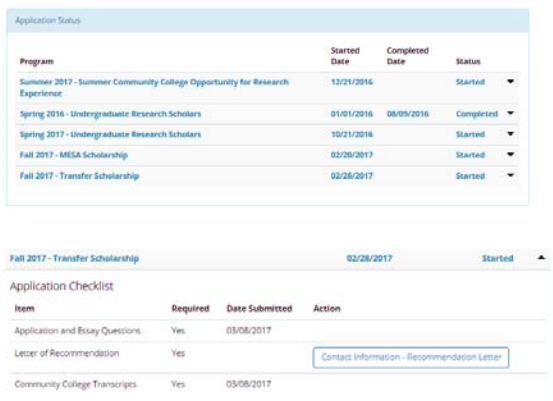 Application Status
Started Completed
Program Date Date Status
Summer 2017 - Summer Community College Opportunity for Research 12/21/2016 Started
Experience
Spring 2016 - Undergraduate Research Scholars 01/01/2016 08/09/2016 Completed
Spring 2017 - Undergraduate Research Scholars 10/21/2016 Started
Fall 2017 - MESA Scholarship 02/20/2017 Started
Fall 2017 - Transfer Scholarship 02/28/2017 Started
Fall 2017 - Transfer Scholarship 02/28/2017 Started
Application Checklist
Item Required Date Submitted Action
Application and Essay Questions Yes 03/08/2017
Letter of Recommendation Yes Contact Information - Recommendation Letter
Community College Transcripts Yes 03/08/2017